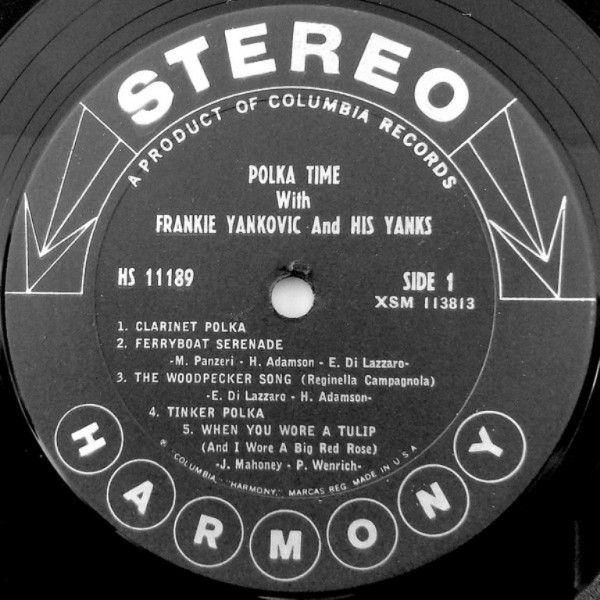 STEREO
A PRODUCT OF COLUMBIA RECORDS
POLKA TIME
With
FRANKIE YANKOVIC And HIS YANKS
HS 11189
SIDE 1
XSM 113813
1. CLARINET POLKA
2. FERRYBOAT SERENADE
-M. Panzeri - H. Adamson - E. Di Lazzaro-
3. THE WOODPECKER SONG (Reginella Campagnola)
-E. Di Lazzaro - H. Adamson-
4. TINKER POLKA
5. WHEN YOU WORE A TULIP
(And I Wore A Big Red Rose)
-J. Mahoney - P. Wenrich-
® "COLUMBIA" "HARMONY," MARCAS REG. MADE IN U.S.A.
HARMONY